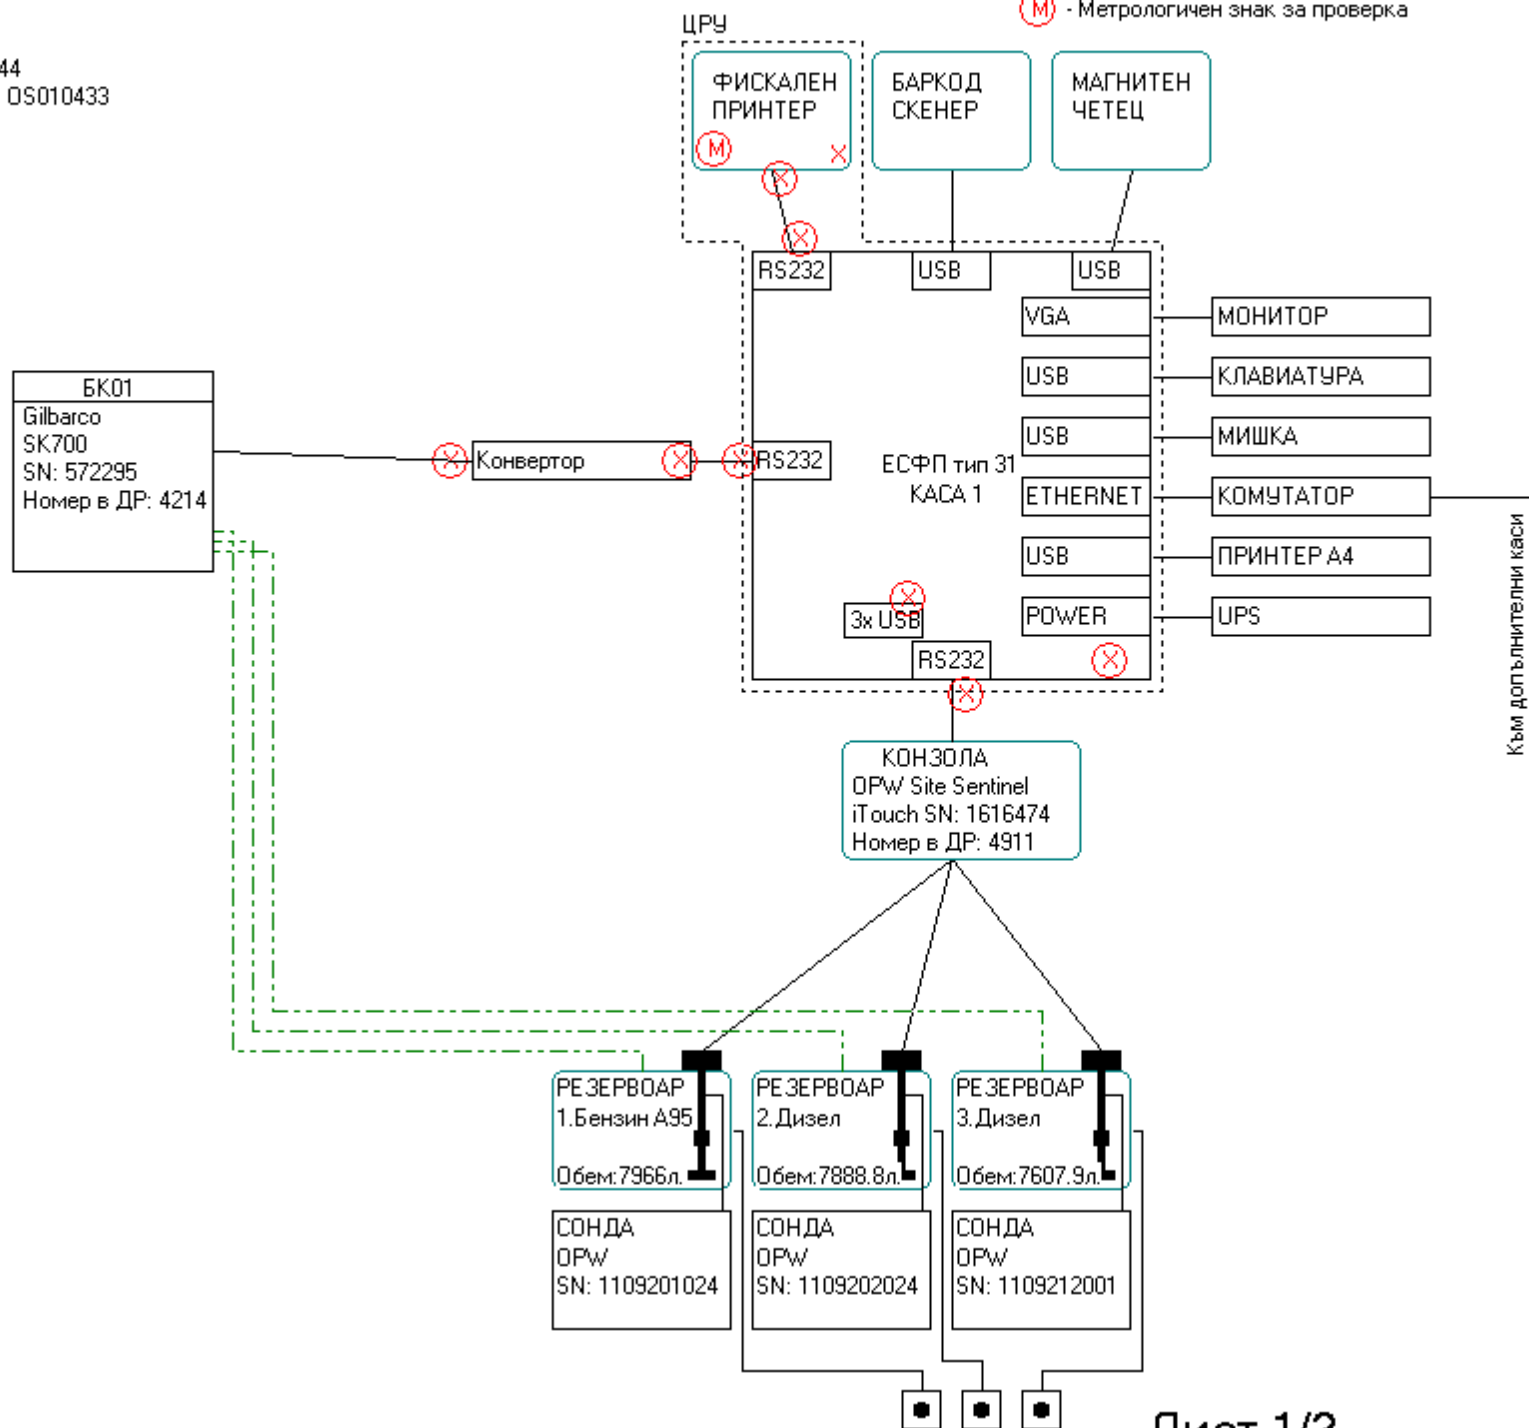 М - Метрологичен знак за проверка
ЦРУ
44
OS010433
ФИСКАЛЕН
ПРИНТЕР
М
X
X
БАРКОД
СКЕНЕР
МАГНИТЕН
ЧЕТЕЦ
X
RS232
USB
USB
VGA
МОНИТОР
USB
КЛАВИАТУРА
USB
МИШКА
ETHERNET
КОМУТАТОР
USB
ПРИНТЕР А4
POWER
UPS
БК01
Gilbarco
SK700
SN: 572295
Номер в ДР: 4214
X
Конвертор
X
X
RS232
ЕСФП тип 31
КАСА 1
X
3x USB
RS232
X
X
Към допълнителни каси
КОНЗОЛА
OPW Site Sentinel
iTouch SN: 1616474
Номер в ДР: 4911
РЕЗЕРВОАР
1.Бензин А95
Обем:7966л.
РЕЗЕРВОАР
2.Дизел
Обем:7888.8л.
РЕЗЕРВОАР
3.Дизел
Обем:7607.9л.
СОНДА
OPW
SN: 1109201024
СОНДА
OPW
SN: 1109202024
СОНДА
OPW
SN: 1109212001
Лист 1/2